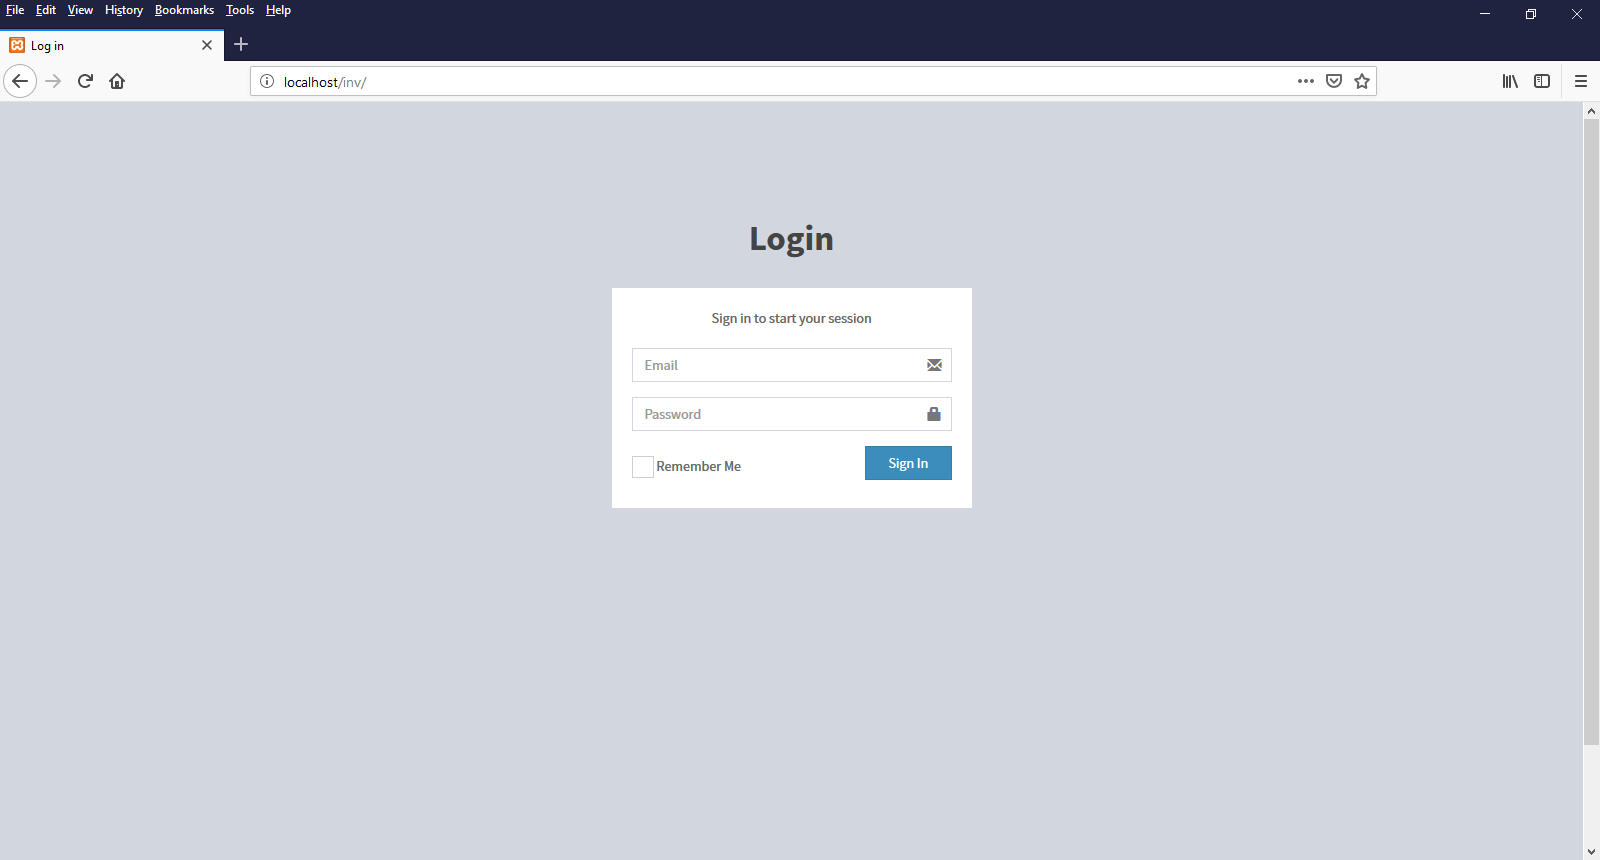 File Edit View History Bookmarks Tools Help
Log in
localhost/inv/
Login
Sign in to start your session
Email
Password
Remember Me
Sign In